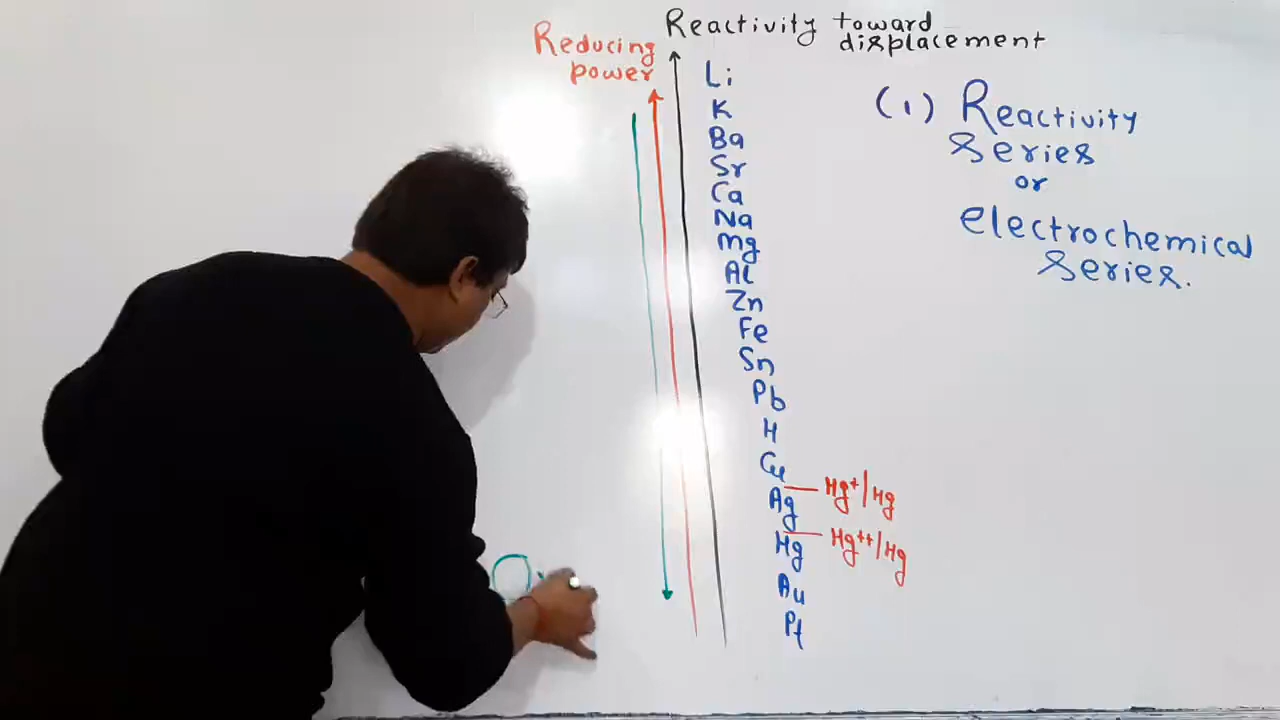 Reactivity toward
displacement
Reducing
power
Li
K
Ba
Sr
Ca
Na
Mg
Al
Zn
Fe
Sn
Pb
H
Cu
Ag
Hg
Au
Pt
Hg+/Hg
Hg++/Hg
(1) Reactivity
series
or
electrochemical
series.